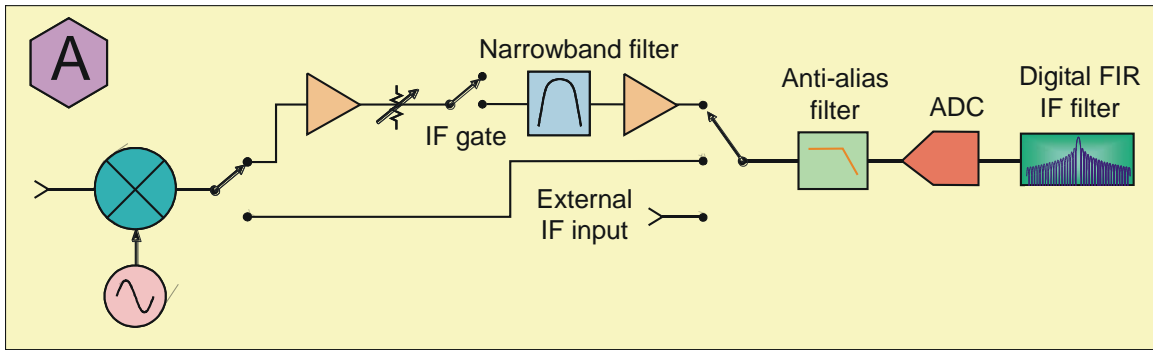 A
Narrowband filter
IF gate
External
IF input
Anti-alias
filter
ADC
Digital FIR
IF filter